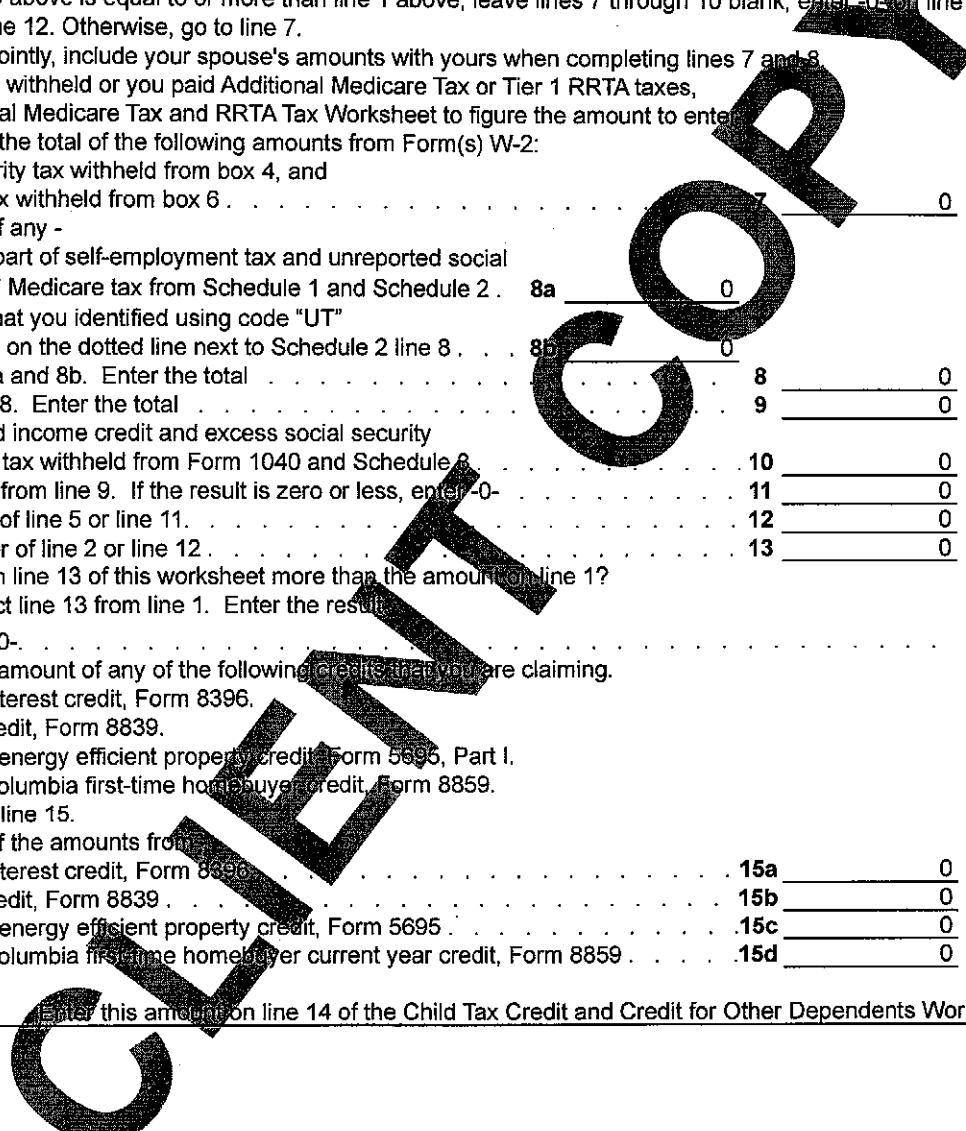 above is equal to or more than line 1 above, leave lines 7 through 10 blank, enter -0- on line
ne 12. Otherwise, go to line 7.
ointly, include your spouse's amounts with yours when completing lines 7 and 8.
withheld or you paid Additional Medicare Tax or Tier 1 RRTA taxes,
al Medicare Tax and RRTA Tax Worksheet to figure the amount to enter
the total of the following amounts from Form(s) W-2:
rity tax withheld from box 4, and
x withheld from box 6 . . . . . . . . . . . . . . . . . . . . 7 0
f any -
part of self-employment tax and unreported social
Medicare tax from Schedule 1 and Schedule 2 . 8a 0
hat you identified using code "UT"
on the dotted line next to Schedule 2 line 8 . . . 8b 0
a and 8b. Enter the total . . . . . . . . . . . . . . . . . . . . 8 0
8. Enter the total . . . . . . . . . . . . . . . . . . . . . . . 9 0
d income credit and excess social security
tax withheld from Form 1040 and Schedule . . . . . . . . . . . . 10 0
from line 9. If the result is zero or less, enter -0- . . . . . . . . . . . 11 0
of line 5 or line 11. . . . . . . . . . . . . . . . . . . . . . . 12 0
r of line 2 or line 12 . . . . . . . . . . . . . . . . . . . . . . 13 0
n line 13 of this worksheet more than the amount on line 1?
ct line 13 from line 1. Enter the result
0-. . . . . . . . . . . . . . . . . . . . . . . . . . . . . . . . .
amount of any of the following credits that you are claiming.
terest credit, Form 8396.
edit, Form 8839.
energy efficient property credit, Form 5695, Part I.
olumbia first-time homebuyer credit, Form 8859.
line 15.
f the amounts from
terest credit, Form 8396 . . . . . . . . . . . . . . . . . . . . 15a 0
edit, Form 8839 . . . . . . . . . . . . . . . . . . . . . . . . 15b 0
energy efficient property credit, Form 5695 . . . . . . . . . . . .15c 0
olumbia first-time homebuyer current year credit, Form 8859 . . . . .15d 0
Enter this amount on line 14 of the Child Tax Credit and Credit for Other Dependents Wor
CLIENT COPY